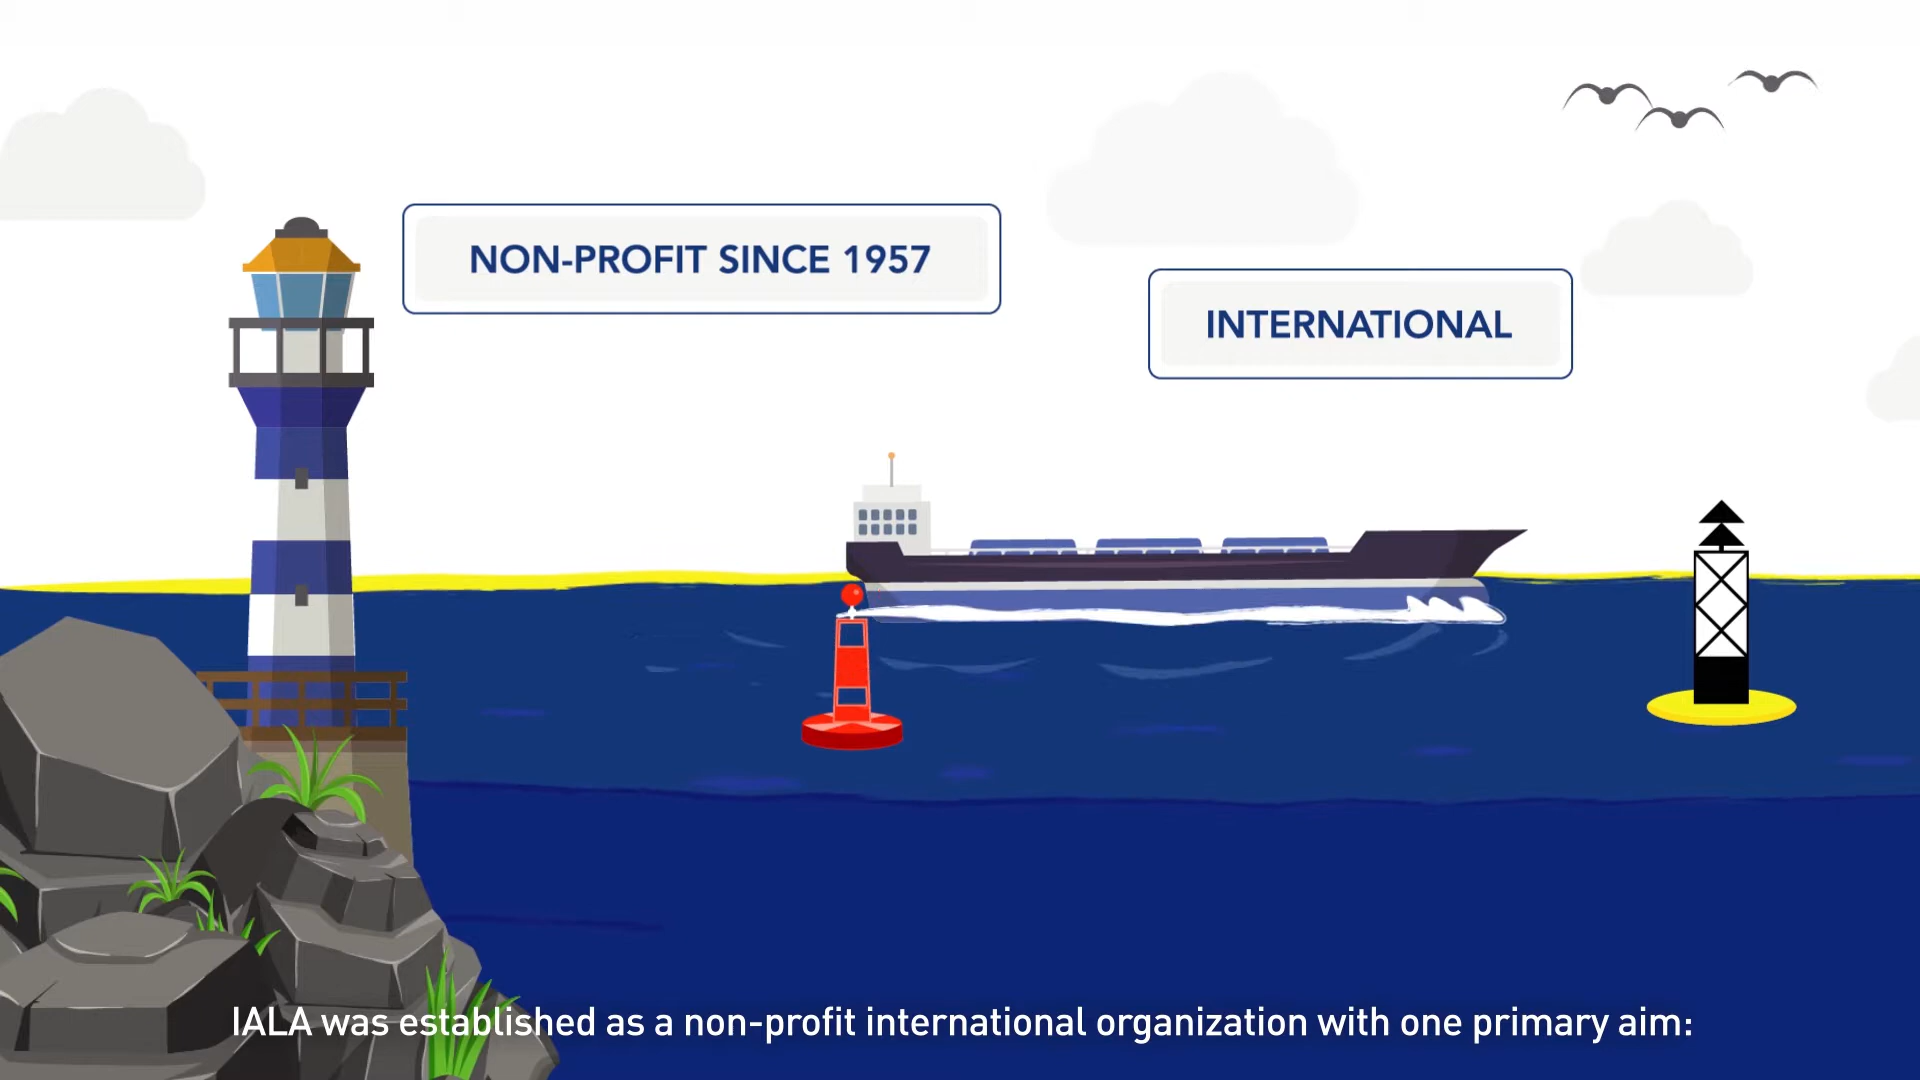 NON-PROFIT SINCE 1957
INTERNATIONAL
IALA was established as a non-profit international organization with one primary aim: